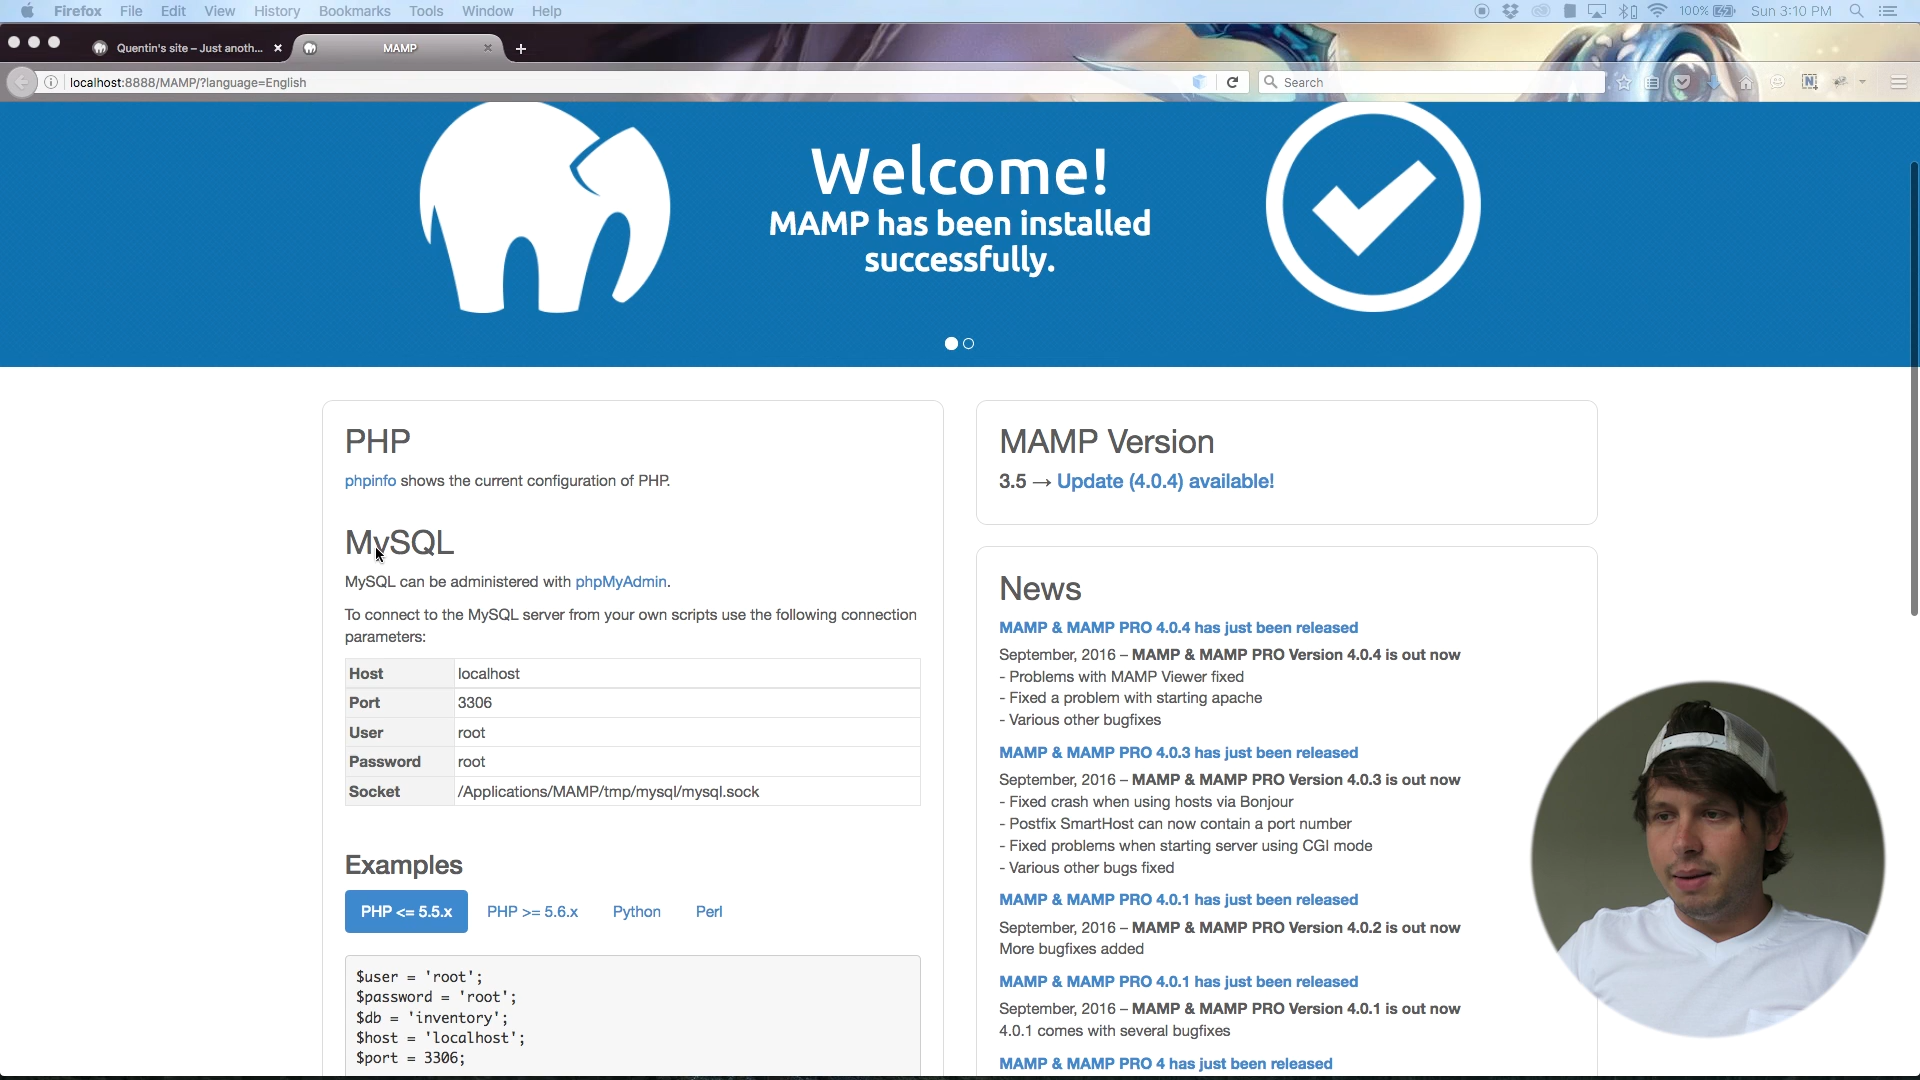 Firefox File Edit View History Bookmarks Tools Window Help
100% Sun 3:10 PM
Quentin's site – Just anoth...
MAMP
localhost:8888/MAMP/?language=English
Search
Welcome!
MAMP has been installed
successfully.
PHP
phpinfo shows the current configuration of PHP.
MySQL
MySQL can be administered with phpMyAdmin.
To connect to the MySQL server from your own scripts use the following connection
parameters:
Host localhost
Port 3306
User root
Password root
Socket /Applications/MAMP/tmp/mysql/mysql.sock
Examples
PHP <= 5.5.x PHP >= 5.6.x Python Perl
$user = 'root';
$password = 'root';
$db = 'inventory';
$host = 'localhost';
$port = 3306;
MAMP Version
3.5 → Update (4.0.4) available!
News
MAMP & MAMP PRO 4.0.4 has just been released
September, 2016 – MAMP & MAMP PRO Version 4.0.4 is out now
- Problems with MAMP Viewer fixed
- Fixed a problem with starting apache
- Various other bugfixes
MAMP & MAMP PRO 4.0.3 has just been released
September, 2016 – MAMP & MAMP PRO Version 4.0.3 is out now
- Fixed crash when using hosts via Bonjour
- Postfix SmartHost can now contain a port number
- Fixed problems when starting server using CGI mode
- Various other bugs fixed
MAMP & MAMP PRO 4.0.1 has just been released
September, 2016 – MAMP & MAMP PRO Version 4.0.2 is out now
More bugfixes added
MAMP & MAMP PRO 4.0.1 has just been released
September, 2016 – MAMP & MAMP PRO Version 4.0.1 is out now
4.0.1 comes with several bugfixes
MAMP & MAMP PRO 4 has just been released